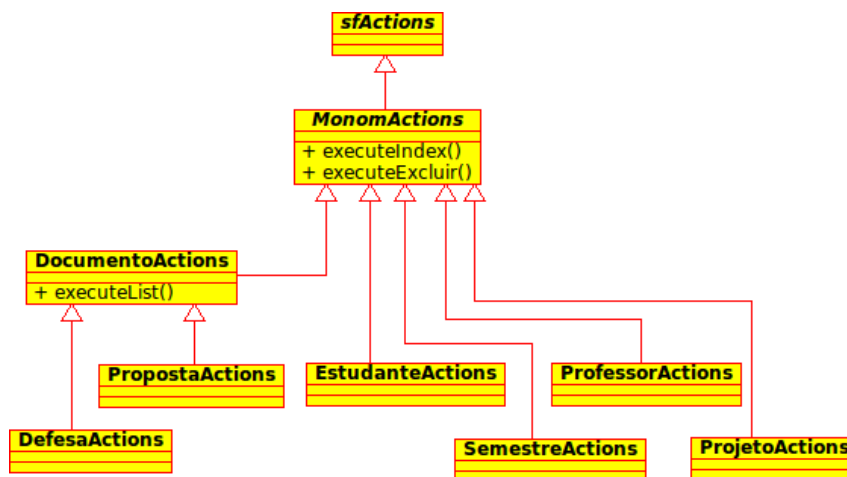 sfActions
MonomActions
+ executeIndex()
+ executeExcluir()
DocumentoActions
+ executeList()
PropostaActions
EstudanteActions
ProfessorActions
DefesaActions
SemestreActions
ProjetoActions